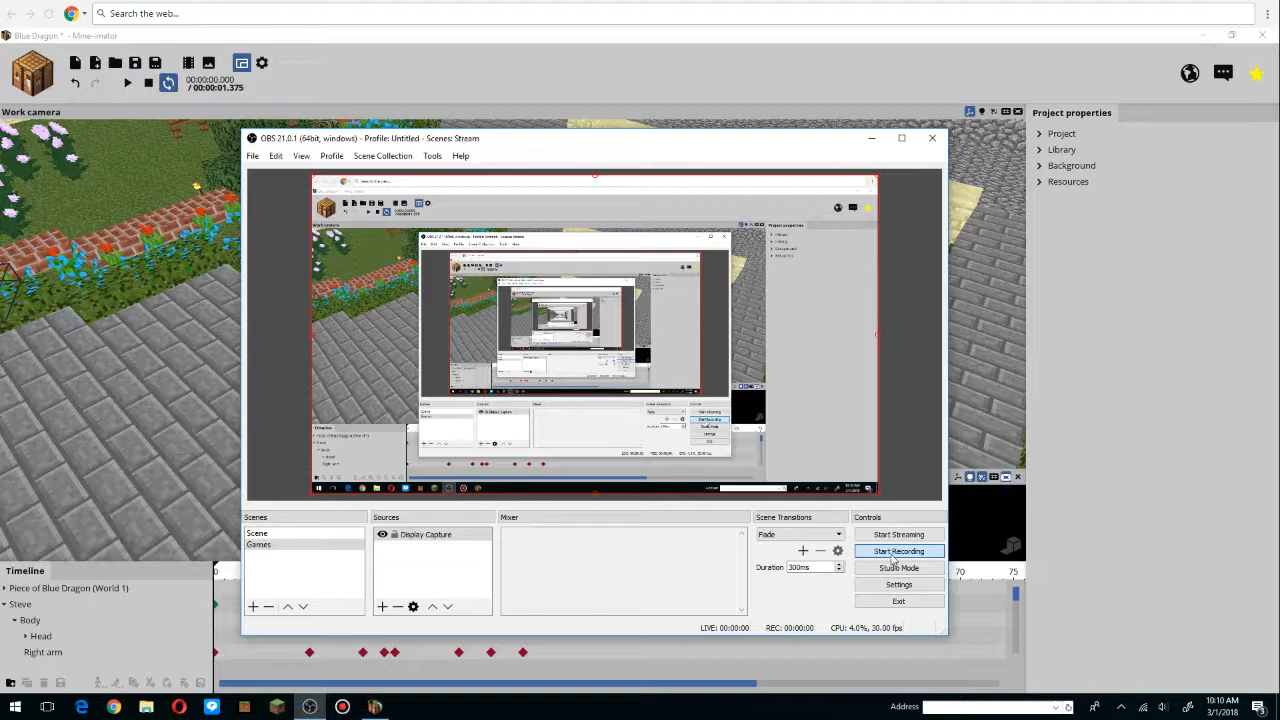 Search the web...
Blue Dragon * - Mine-imator
00:00:00.000
/ 00:00:01.375
Work camera
Project properties
Project
Library
Background
Resources
OBS 21.0.1 (64bit, windows) - Profile: Untitled - Scenes: Stream
File Edit View Profile Scene Collection Tools Help
Scenes
Scene
Games
Sources
Display Capture
Mixer
Scene Transitions
Fade
Duration 300ms
Controls
Start Streaming
Start Recording
Studio Mode
Settings
Exit
LIVE: 00:00:00 REC: 00:00:00 CPU: 4.0%, 30.00 fps
Timeline
0 70 75
Piece of Blue Dragon (World 1)
Steve
Body
Head
Right arm
Address
10:10 AM
3/1/2018
3